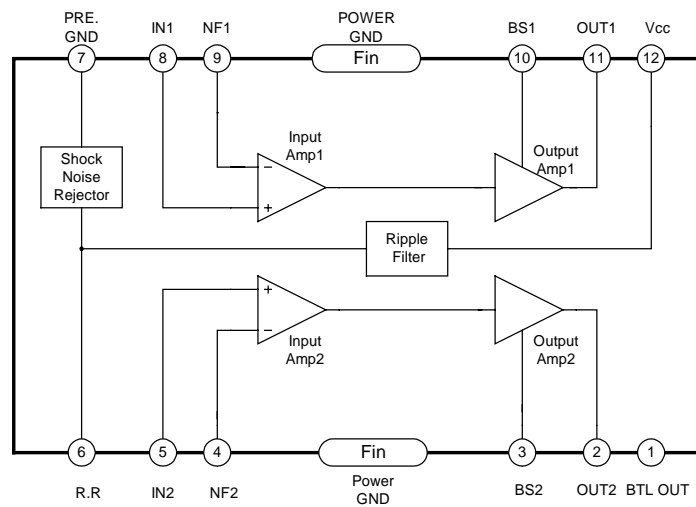 PRE.
GND
IN1
NF1
POWER
GND
BS1
OUT1
Vcc
7
8
9
Fin
10
11
12
Input
Amp1
Shock
Noise
Rejector
Output
Amp1
−
+
Ripple
Filter
+
−
Input
Amp2
Output
Amp2
6
5
4
Fin
3
2
1
R.R
IN2
NF2
Power
GND
BS2
OUT2
BTL OUT